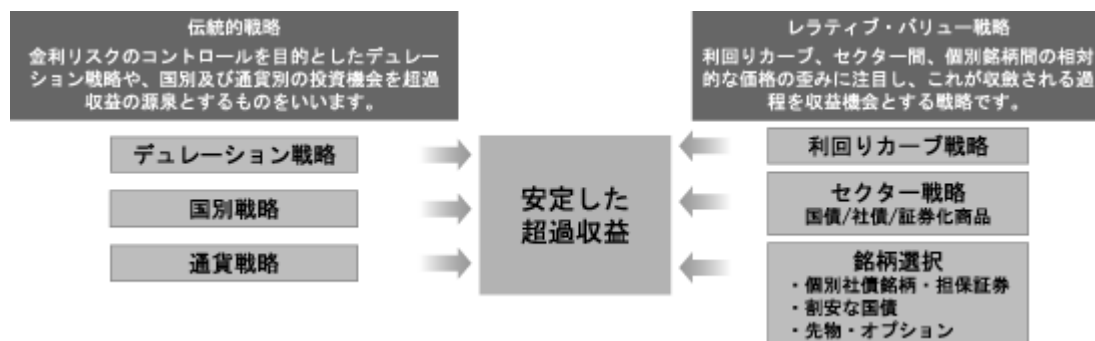 伝統的戦略
金利リスクのコントロールを目的としたデュレー
ション戦略や、国別及び通貨別の投資機会を超過
収益の源泉とするものをいいます。
デュレーション戦略
国別戦略
通貨戦略
安定した
超過収益
レラティブ・バリュー戦略
利回りカーブ、セクター間、個別銘柄間の相対
的な価格の歪みに注目し、これが収斂される過
程を収益機会とする戦略です。
利回りカーブ戦略
セクター戦略
国債/社債/証券化商品
銘柄選択
・個別社債銘柄・担保証券
・割安な国債
・先物・オプション